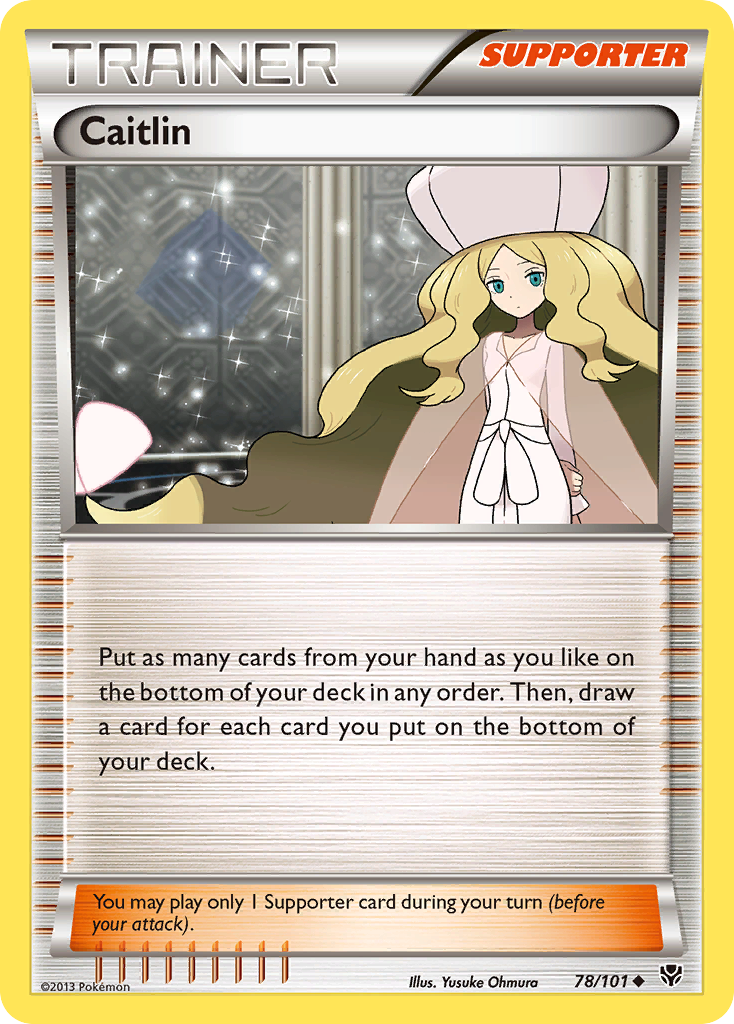 TRAINER
SUPPORTER
Caitlin
Put as many cards from your hand as you like on
the bottom of your deck in any order. Then, draw
a card for each card you put on the bottom of
your deck.
You may play only 1 Supporter card during your turn (before
your attack).
©2013 Pokémon
Illus. Yusuke Ohmura
78/101